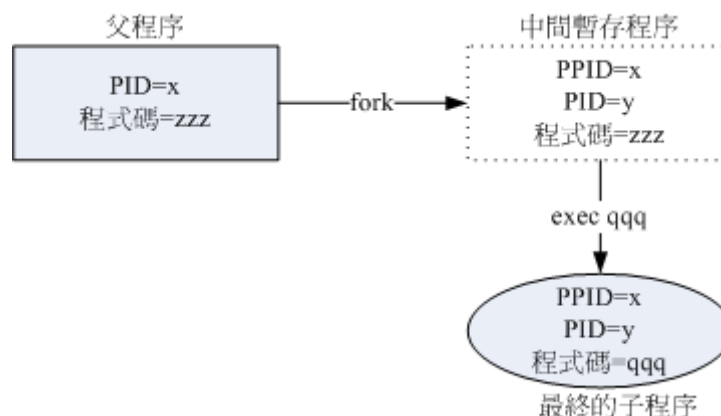 父程序
PID=x
程式碼=zzz
fork
中間暫存程序
PPID=x
PID=y
程式碼=zzz
exec qqq
PPID=x
PID=y
程式碼=qqq
最終的子程序